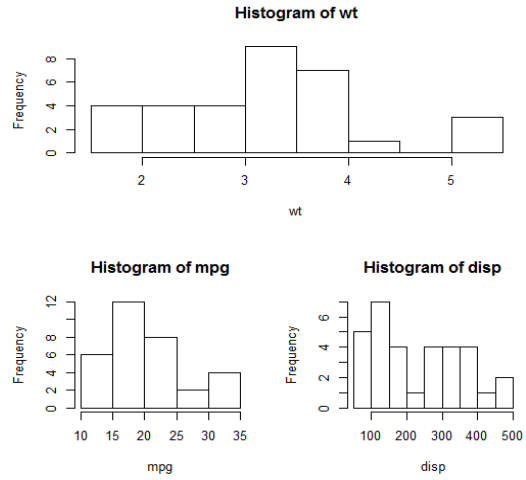 Histogram of wt
Frequency
0 2 4 6 8
2 3 4 5
wt
Histogram of mpg
Frequency
0 2 4 6 8 12
10 15 20 25 30 35
mpg
Histogram of disp
Frequency
0 2 4 6
100 200 300 400 500
disp